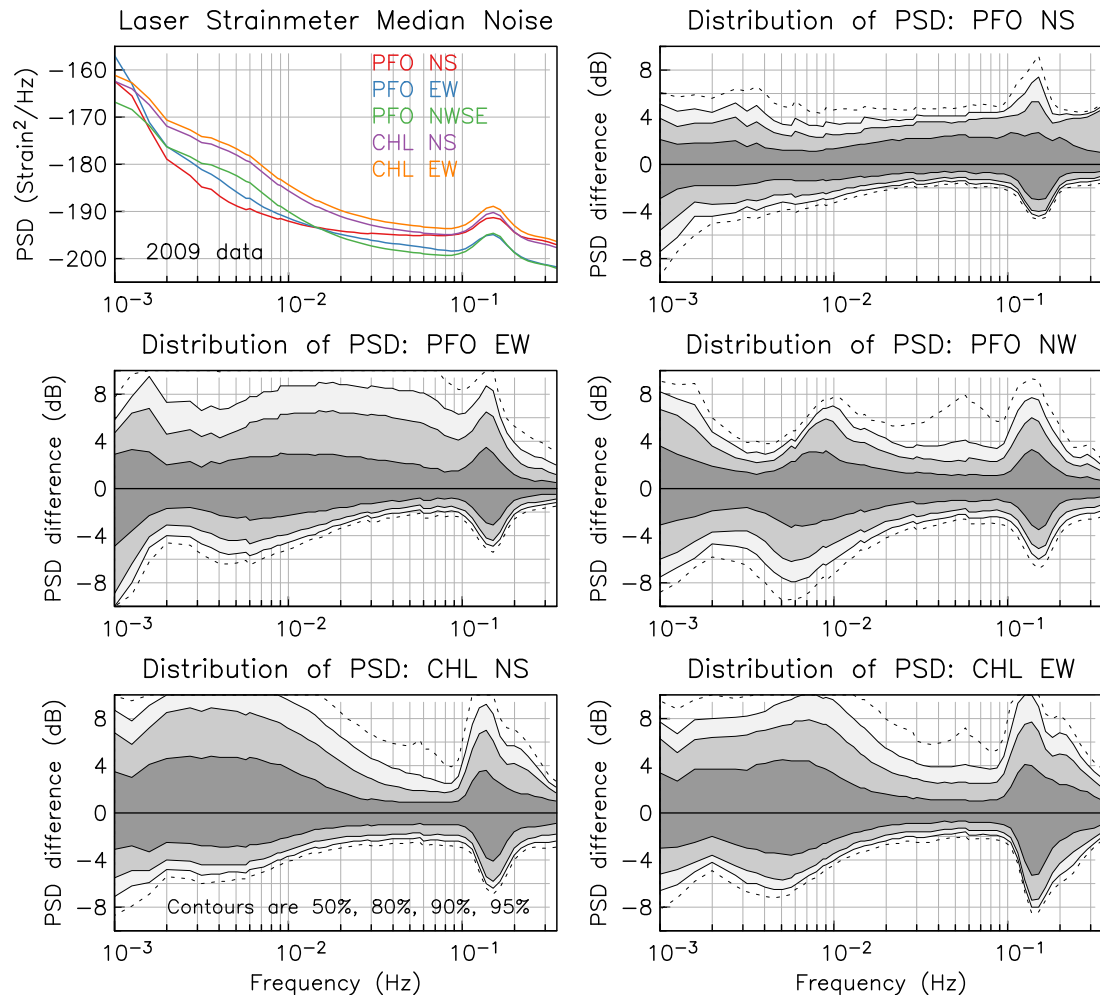 Laser Strainmeter Median Noise
PSD (Strain²/Hz)
−160
−170
−180
−190
−200
PFO NS
PFO EW
PFO NWSE
CHL NS
CHL EW
2009 data
10⁻³
10⁻²
10⁻¹
Distribution of PSD: PFO NS
PSD difference (dB)
8
4
0
−4
−8
10⁻³
10⁻²
10⁻¹
Distribution of PSD: PFO EW
PSD difference (dB)
8
4
0
−4
−8
10⁻³
10⁻²
10⁻¹
Distribution of PSD: PFO NW
PSD difference (dB)
8
4
0
−4
−8
10⁻³
10⁻²
10⁻¹
Distribution of PSD: CHL NS
PSD difference (dB)
8
4
0
−4
−8
Contours are 50%, 80%, 90%, 95%
10⁻³
10⁻²
10⁻¹
Frequency (Hz)
Distribution of PSD: CHL EW
PSD difference (dB)
8
4
0
−4
−8
10⁻³
10⁻²
10⁻¹
Frequency (Hz)